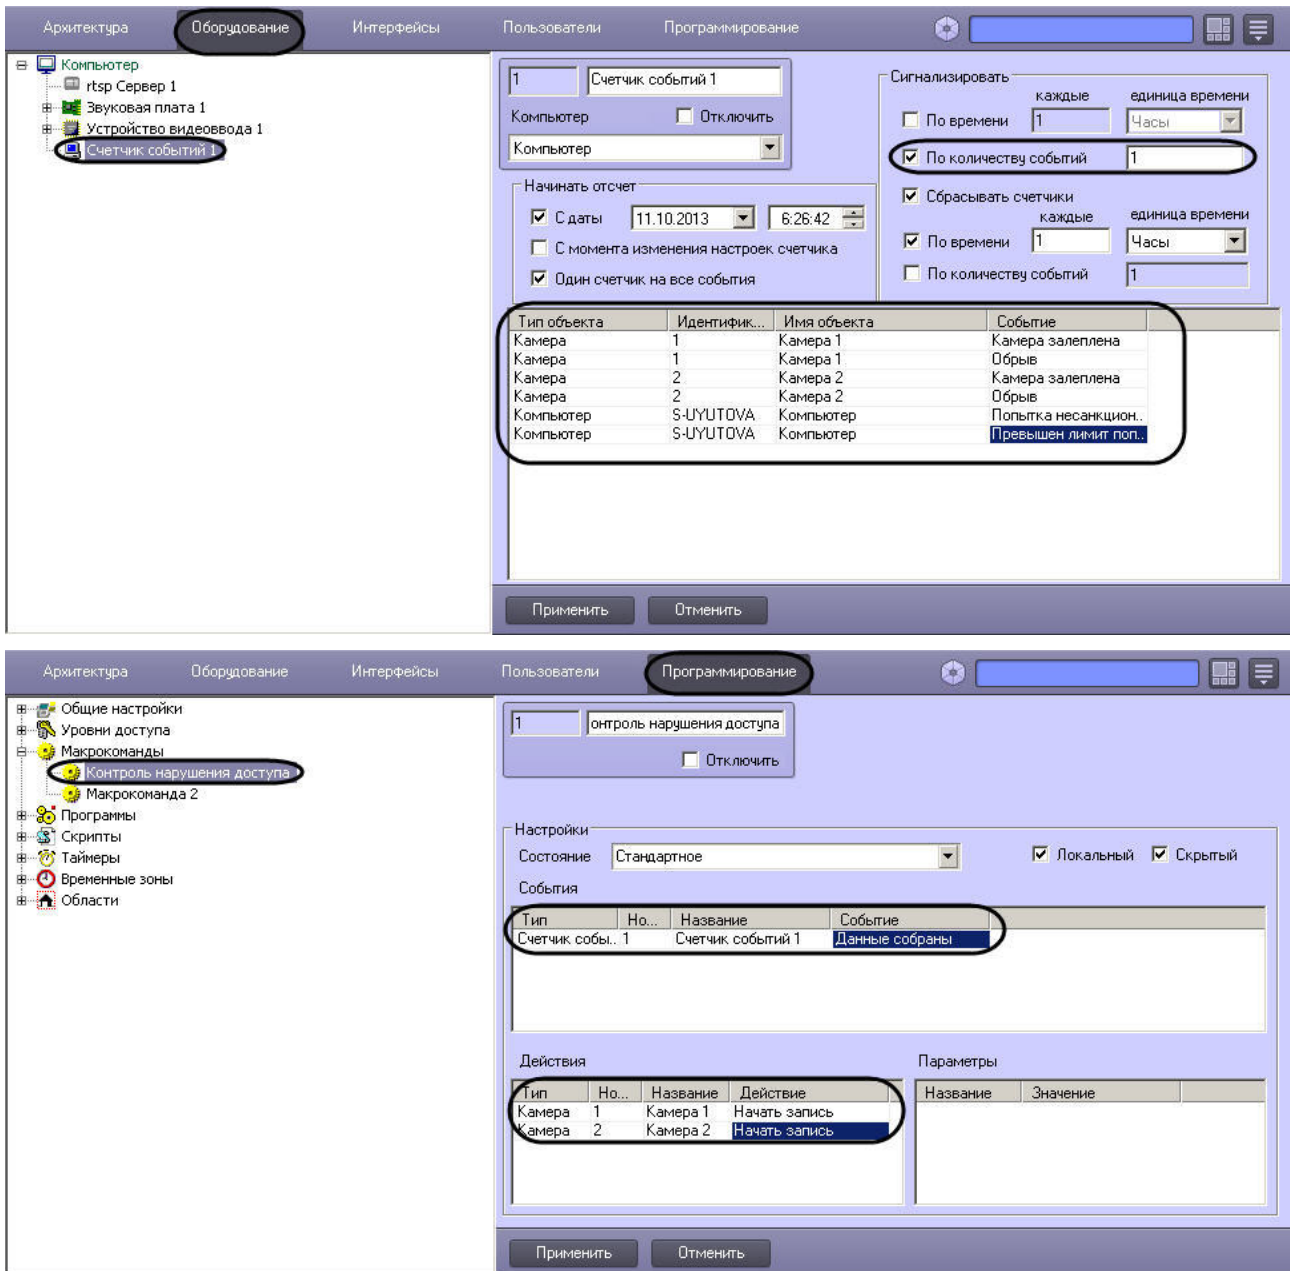 Архитектура Оборудование Интерфейсы Пользователи Программирование
Компьютер
rtsp Сервер 1
Звуковая плата 1
Устройство видеоввода 1
Счетчик событий 1
1 Счетчик событий 1
Компьютер Отключить
Компьютер
Начинать отсчет
С даты 11.10.2013 6:26:42
С момента изменения настроек счетчика
Один счетчик на все события
Сигнализировать
каждые единица времени
По времени 1 Часы
По количеству событий 1
Сбрасывать счетчики
каждые единица времени
По времени 1 Часы
По количеству событий 1
Тип объекта Идентифик... Имя объекта Событие
Камера 1 Камера 1 Камера залеплена
Камера 1 Камера 1 Обрыв
Камера 2 Камера 2 Камера залеплена
Камера 2 Камера 2 Обрыв
Компьютер S-UYUTOVA Компьютер Попытка несанкцион..
Компьютер S-UYUTOVA Компьютер Превышен лимит поп..
Применить Отменить
Архитектура Оборудование Интерфейсы Пользователи Программирование
Общие настройки
Уровни доступа
Макрокоманды
Контроль нарушения доступа
Макрокоманда 2
Программы
Скрипты
Таймеры
Временные зоны
Области
1 онтроль нарушения доступа
Отключить
Настройки
Состояние Стандартное Локальный Скрытый
События
Тип Но... Название Событие
Счетчик собы.. 1 Счетчик событий 1 Данные собраны
Действия
Тип Но... Название Действие
Камера 1 Камера 1 Начать запись
Камера 2 Камера 2 Начать запись
Параметры
Название Значение
Применить Отменить